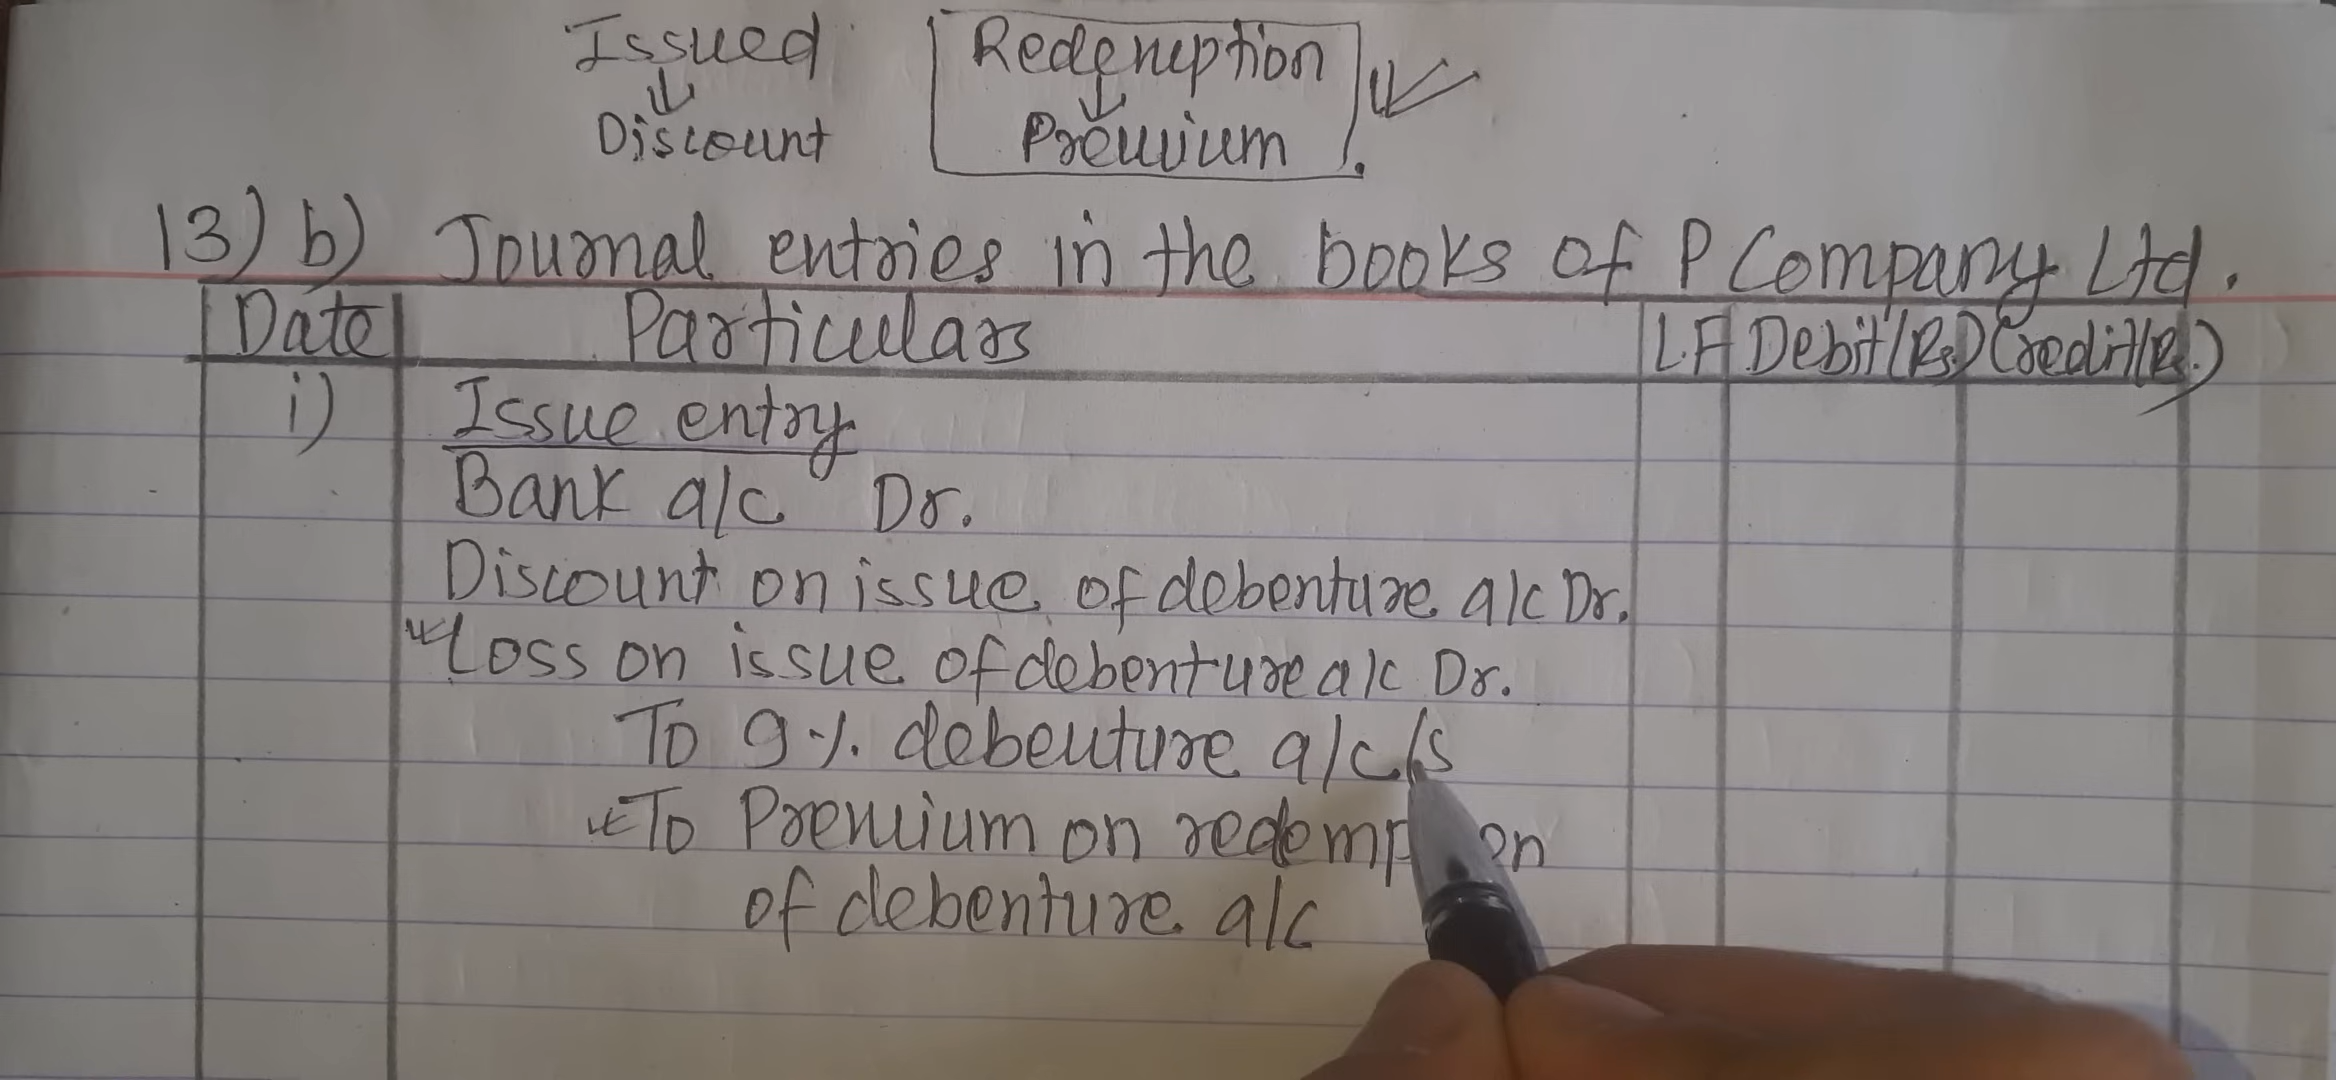 Issued Redemption
Discount Premium
13) b) Journal entries in the books of P Company Ltd.
Date Particulars L.F Debit (Rs.) Credit (Rs.)
i) Issue entry
Bank a/c Dr.
Discount on issue of debenture a/c Dr.
Loss on issue of debenture a/c Dr.
To 9% debenture a/c
To Premium on
of debenture a/c